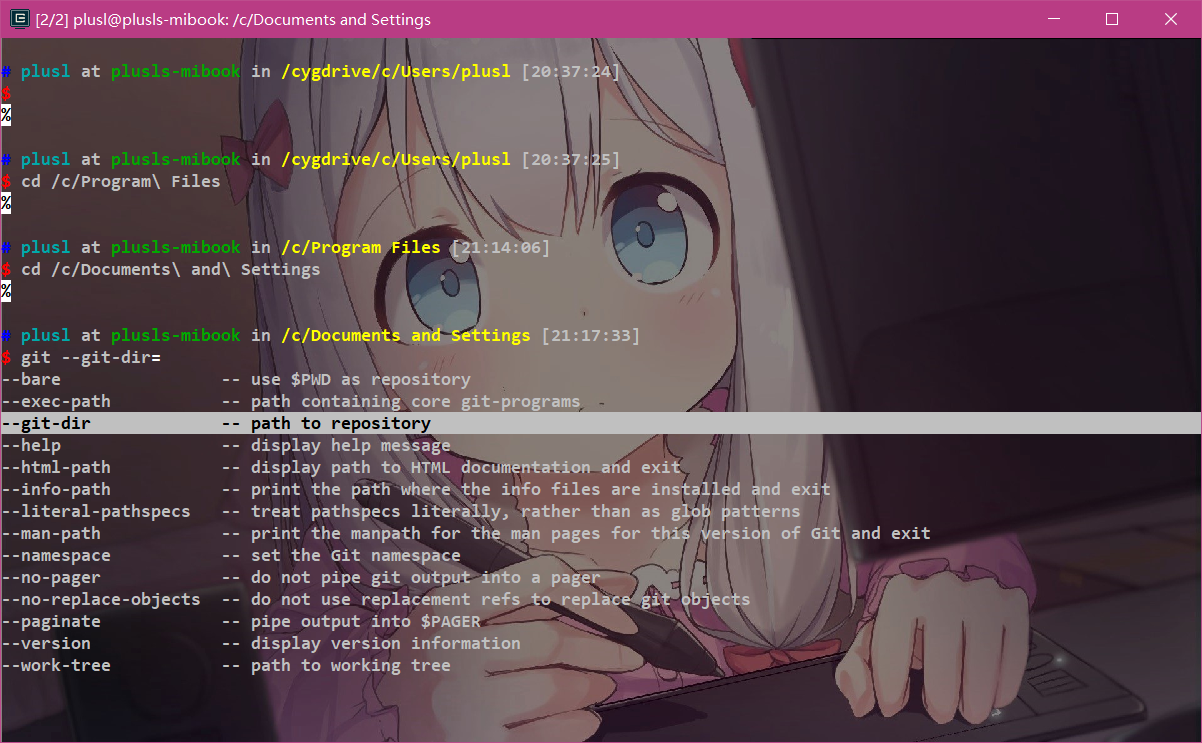 [2/2] plusl@plusls-mibook: /c/Documents and Settings
# plusl at plusls-mibook in /cygdrive/c/Users/plusl [20:37:24]
$
%
# plusl at plusls-mibook in /cygdrive/c/Users/plusl [20:37:25]
$ cd /c/Program\ Files
%
# plusl at plusls-mibook in /c/Program Files [21:14:06]
$ cd /c/Documents\ and\ Settings
%
# plusl at plusls-mibook in /c/Documents and Settings [21:17:33]
$ git --git-dir=
--bare -- use $PWD as repository
--exec-path -- path containing core git-programs
--git-dir -- path to repository
--help -- display help message
--html-path -- display path to HTML documentation and exit
--info-path -- print the path where the info files are installed and exit
--literal-pathspecs -- treat pathspecs literally, rather than as glob patterns
--man-path -- print the manpath for the man pages for this version of Git and exit
--namespace -- set the Git namespace
--no-pager -- do not pipe git output into a pager
--no-replace-objects -- do not use replacement refs to replace git objects
--paginate -- pipe output into $PAGER
--version -- display version information
--work-tree -- path to working tree